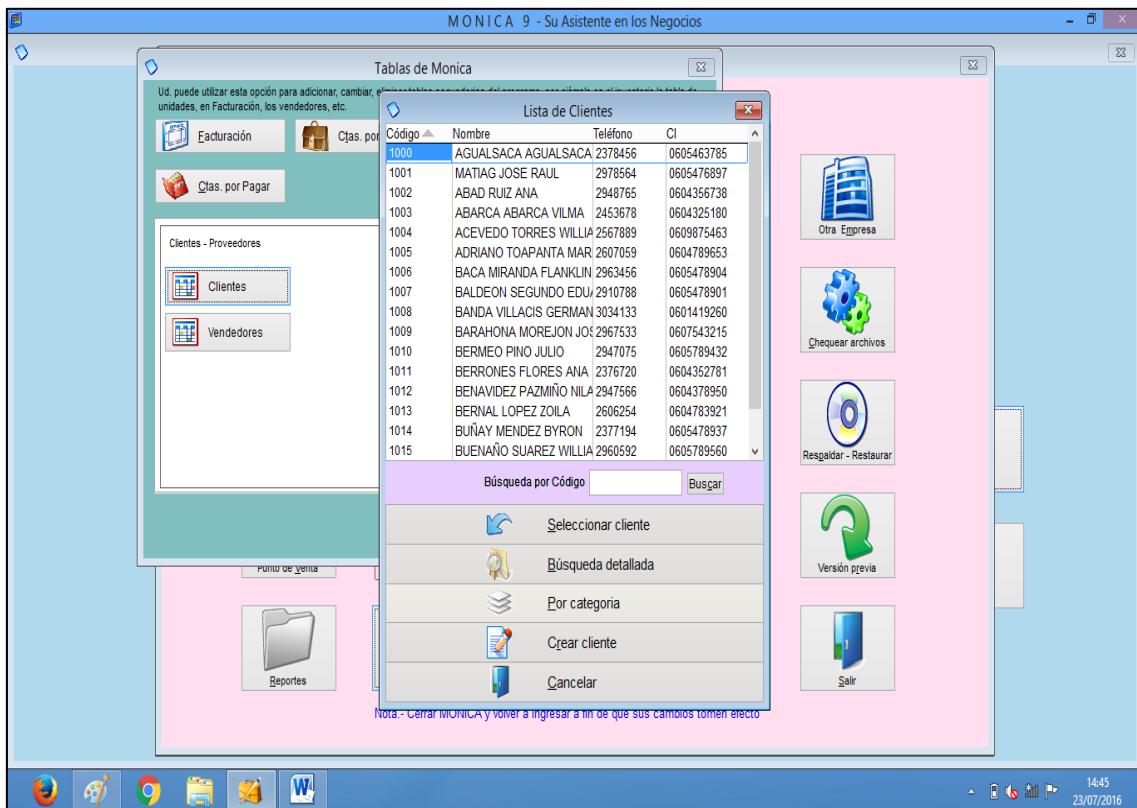 M O N I C A 9 - Su Asistente en los Negocios
Tablas de Monica
Ud. puede utilizar esta opción para adicionar, cambiar,
unidades, en Facturación, los vendedores, etc.
Facturación
Ctas. por
Ctas. por Pagar
Clientes - Proveedores
Clientes
Vendedores
Lista de Clientes
Código Nombre Teléfono CI
1000 AGUALSACA AGUALSACA 2378456 0605463785
1001 MATIAG JOSE RAUL 2978564 0605476897
1002 ABAD RUIZ ANA 2948765 0604356738
1003 ABARCA ABARCA VILMA 2453678 0604325180
1004 ACEVEDO TORRES WILLIA 2567889 0609875463
1005 ADRIANO TOAPANTA MAR 2607059 0604789653
1006 BACA MIRANDA FLANKLIN 2963456 0605478904
1007 BALDEON SEGUNDO EDU 2910788 0605478901
1008 BANDA VILLACIS GERMAN 3034133 0601419260
1009 BARAHONA MOREJON JOS 2967533 0607543215
1010 BERMEO PINO JULIO 2947075 0605789432
1011 BERRONES FLORES ANA 2376720 0604352781
1012 BENAVIDEZ PAZMIÑO NILA 2947566 0604378950
1013 BERNAL LOPEZ ZOILA 2606254 0604783921
1014 BUÑAY MENDEZ BYRON 2377194 0605478937
1015 BUENAÑO SUAREZ WILLIA 2960592 0605789560
Búsqueda por Código
Buscar
Seleccionar cliente
Búsqueda detallada
Por categoria
Crear cliente
Cancelar
Otra Empresa
Chequear archivos
Respaldar - Restaurar
Versión previa
Salir
Punto de Venta
Reportes
Nota.- Cerrar MONICA y volver a ingresar a fin de que sus cambios tomen efecto
14:45
23/07/2016